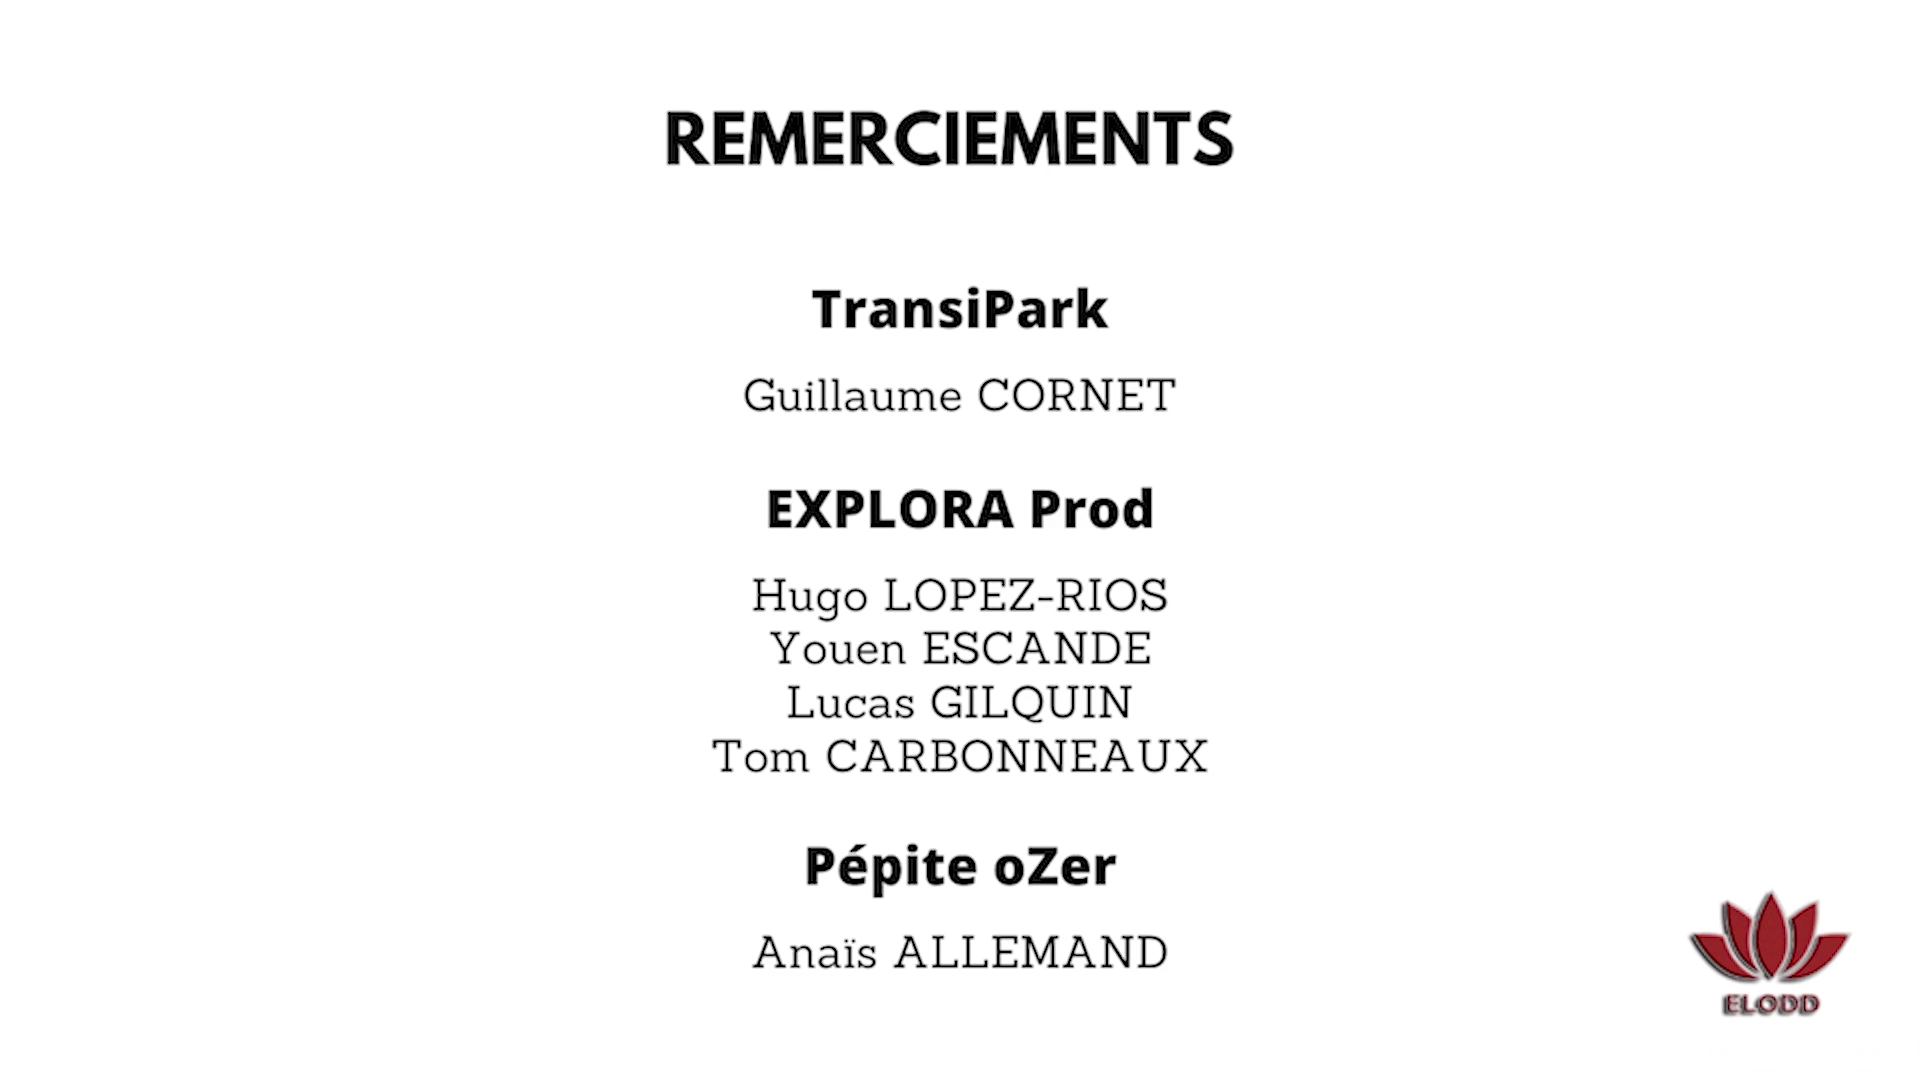 REMERCIEMENTS
TransiPark
Guillaume CORNET
EXPLORA Prod
Hugo LOPEZ-RIOS
Youen ESCANDE
Lucas GILQUIN
Tom CARBONNEAUX
Pépite oZer
Anaïs ALLEMAND
ELODD